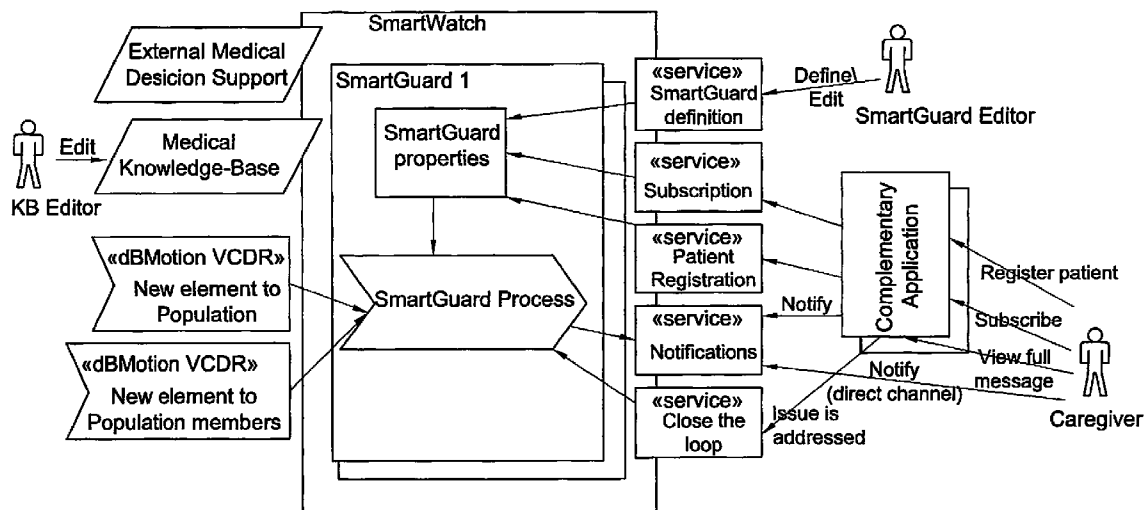 SmartWatch
External Medical
Desicion Support
SmartGuard 1
SmartGuard
properties
«service»
SmartGuard
definition
Define\
Edit
SmartGuard Editor
Edit
KB Editor
Medical
Knowledge-Base
«service»
Subscription
«service»
Patient
Registration
Complementary
Application
Register patient
«dBMotion VCDR»
New element to
Population
SmartGuard Process
Notify
«service»
Notifications
Subscribe
View full
message
Notify
(direct channel)
Caregiver
«dBMotion VCDR»
New element to
Population members
«service»
Close the
loop
Issue is
addressed